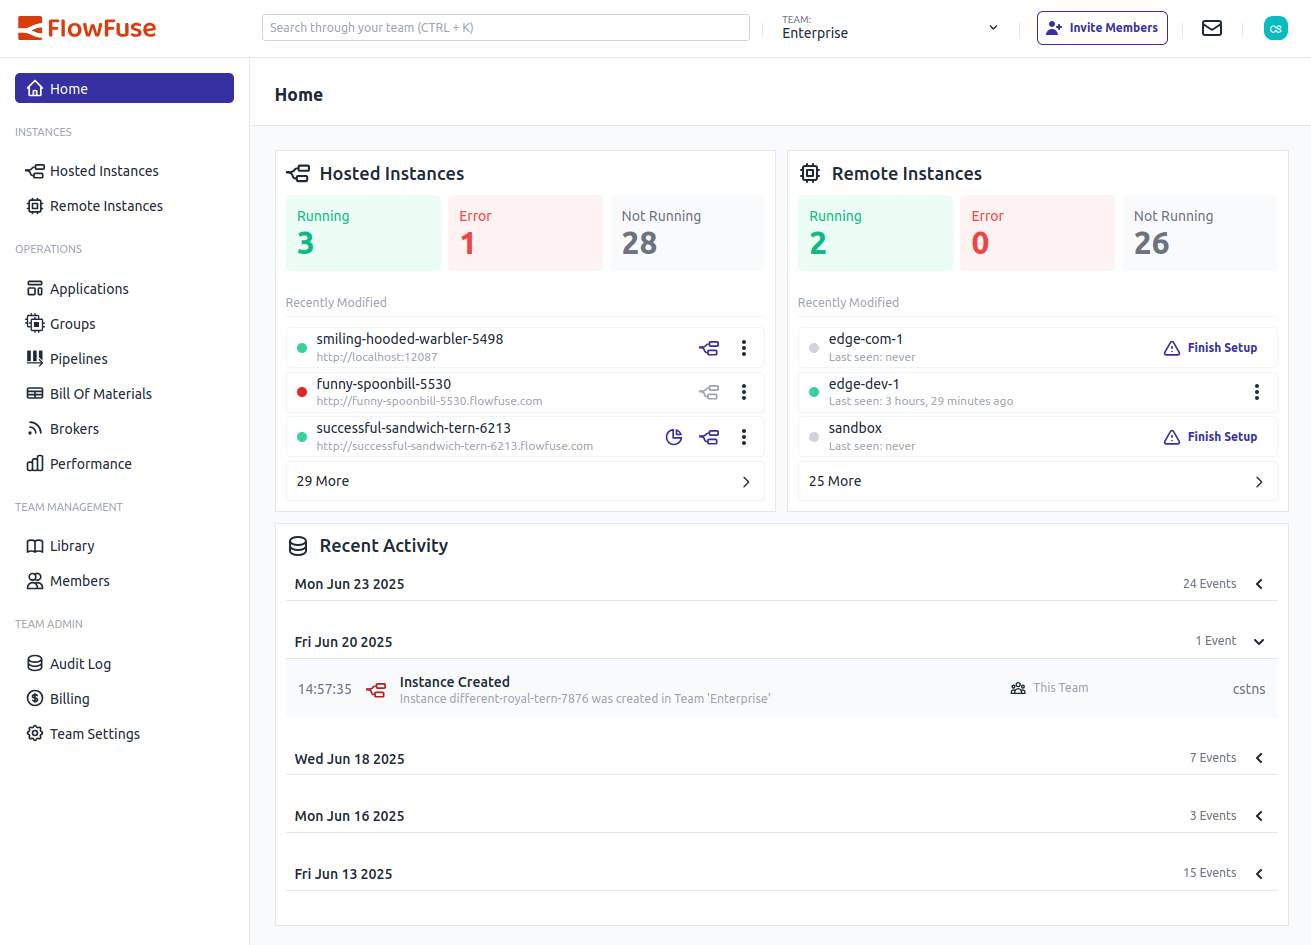 FlowFuse
Search through your team (CTRL + K)
TEAM:
Enterprise
Invite Members
cs
Home
INSTANCES
Hosted Instances
Remote Instances
OPERATIONS
Applications
Groups
Pipelines
Bill Of Materials
Brokers
Performance
TEAM MANAGEMENT
Library
Members
TEAM ADMIN
Audit Log
Billing
Team Settings
Home
Hosted Instances
Running
3
Error
1
Not Running
28
Recently Modified
smiling-hooded-warbler-5498
http://localhost:12087
funny-spoonbill-5530
http://funny-spoonbill-5530.flowfuse.com
successful-sandwich-tern-6213
http://successful-sandwich-tern-6213.flowfuse.com
29 More
Remote Instances
Running
2
Error
0
Not Running
26
Recently Modified
edge-com-1
Last seen: never
Finish Setup
edge-dev-1
Last seen: 3 hours, 29 minutes ago
sandbox
Last seen: never
Finish Setup
25 More
Recent Activity
Mon Jun 23 2025 24 Events
Fri Jun 20 2025 1 Event
14:57:35 Instance Created
Instance different-royal-tern-7876 was created in Team 'Enterprise'
This Team
cstns
Wed Jun 18 2025 7 Events
Mon Jun 16 2025 3 Events
Fri Jun 13 2025 15 Events